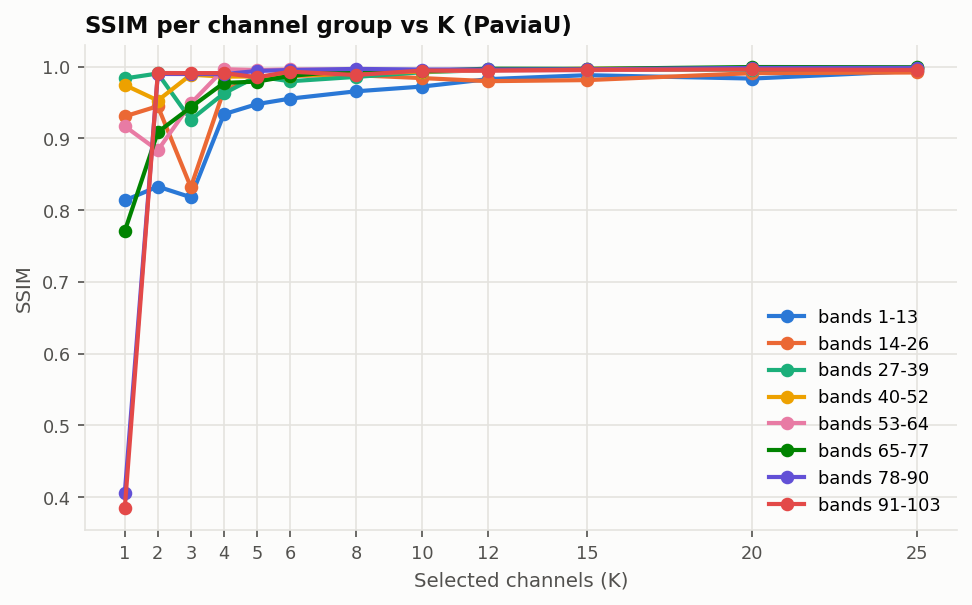 SSIM per channel group vs K (PaviaU)
1.0
0.9
0.8
0.7
0.6
0.5
0.4
SSIM
bands 1-13
bands 14-26
bands 27-39
bands 40-52
bands 53-64
bands 65-77
bands 78-90
bands 91-103
1 2 3 4 5 6 8 10 12 15 20 25
Selected channels (K)